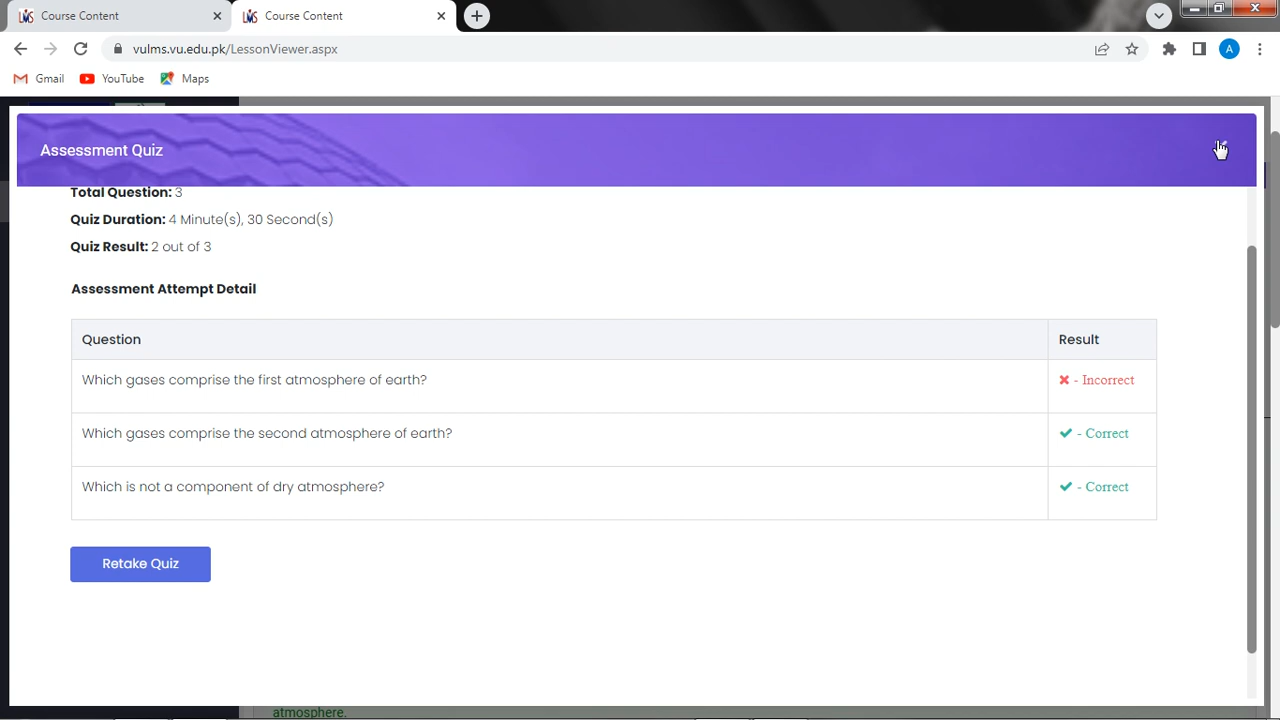 Course Content
Course Content
vulms.vu.edu.pk/LessonViewer.aspx
A
Gmail
YouTube
Maps
Assessment Quiz
Total Question: 3
Quiz Duration: 4 Minute(s), 30 Second(s)
Quiz Result: 2 out of 3
Assessment Attempt Detail
Question Result
Which gases comprise the first atmosphere of earth? ✖ - Incorrect
Which gases comprise the second atmosphere of earth? ✔ - Correct
Which is not a component of dry atmosphere? ✔ - Correct
Retake Quiz
atmosphere.